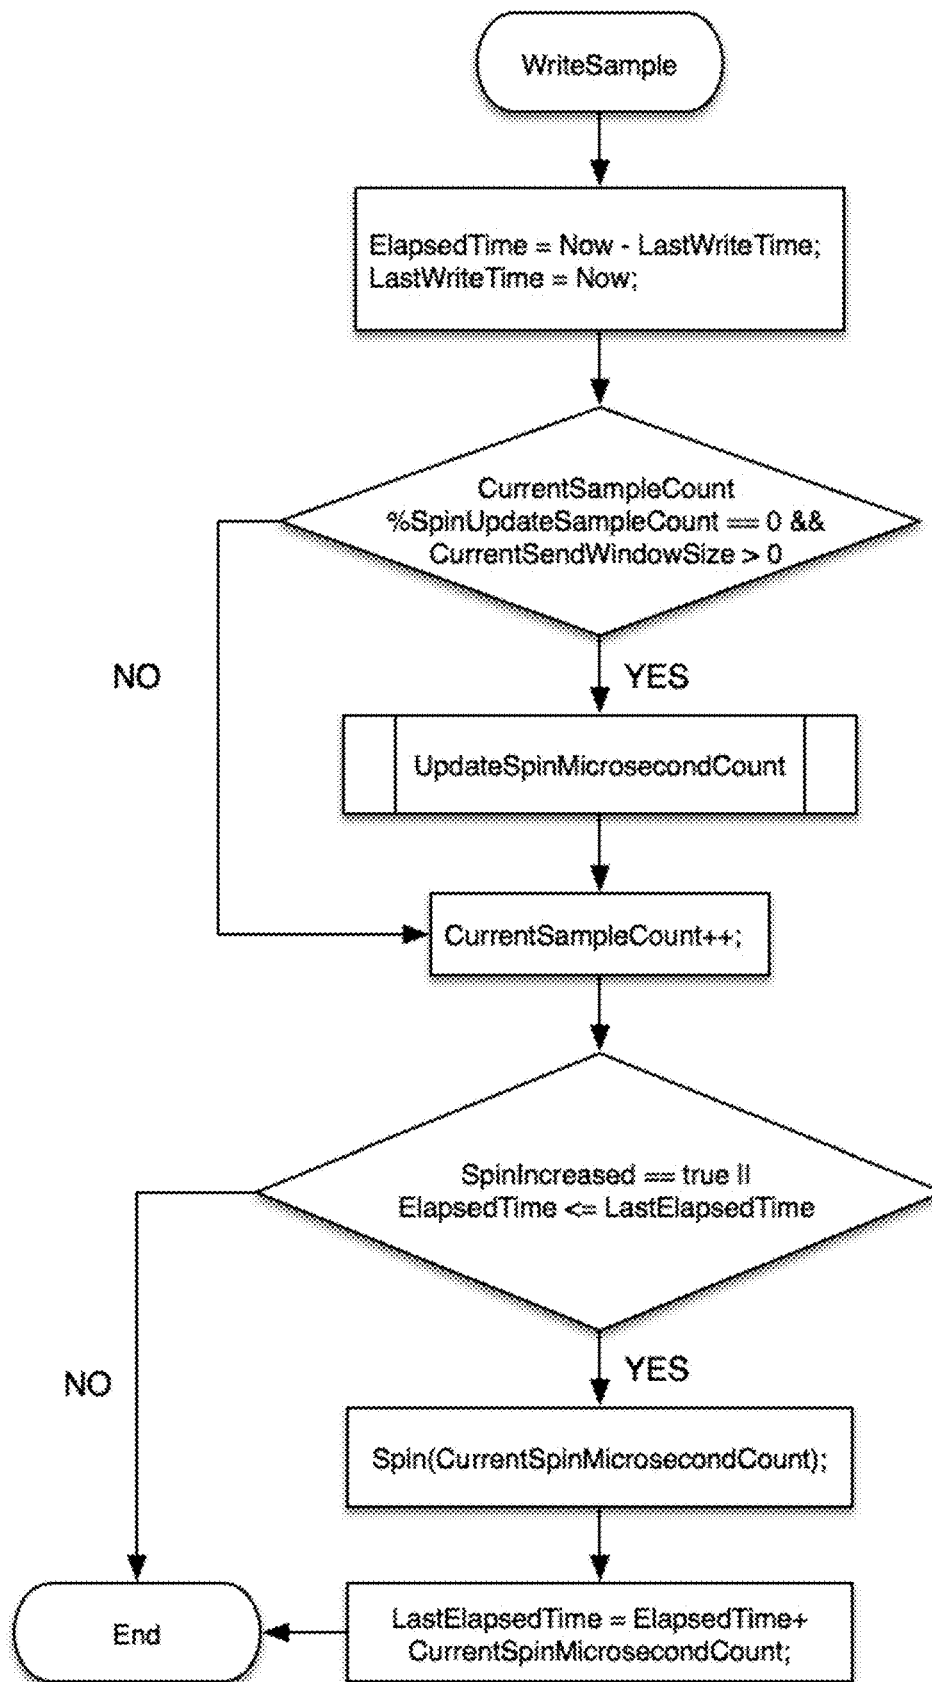 WriteSample
ElapsedTime = Now - LastWriteTime;
LastWriteTime = Now;
CurrentSampleCount
%SpinUpdateSampleCount == 0 &&
CurrentSendWindowSize > 0
NO
YES
UpdateSpinMicrosecondCount
CurrentSampleCount++;
SpinIncreased == true ||
ElapsedTime <= LastElapsedTime
NO
YES
Spin(CurrentSpinMicrosecondCount);
End
LastElapsedTime = ElapsedTime+
CurrentSpinMicrosecondCount;